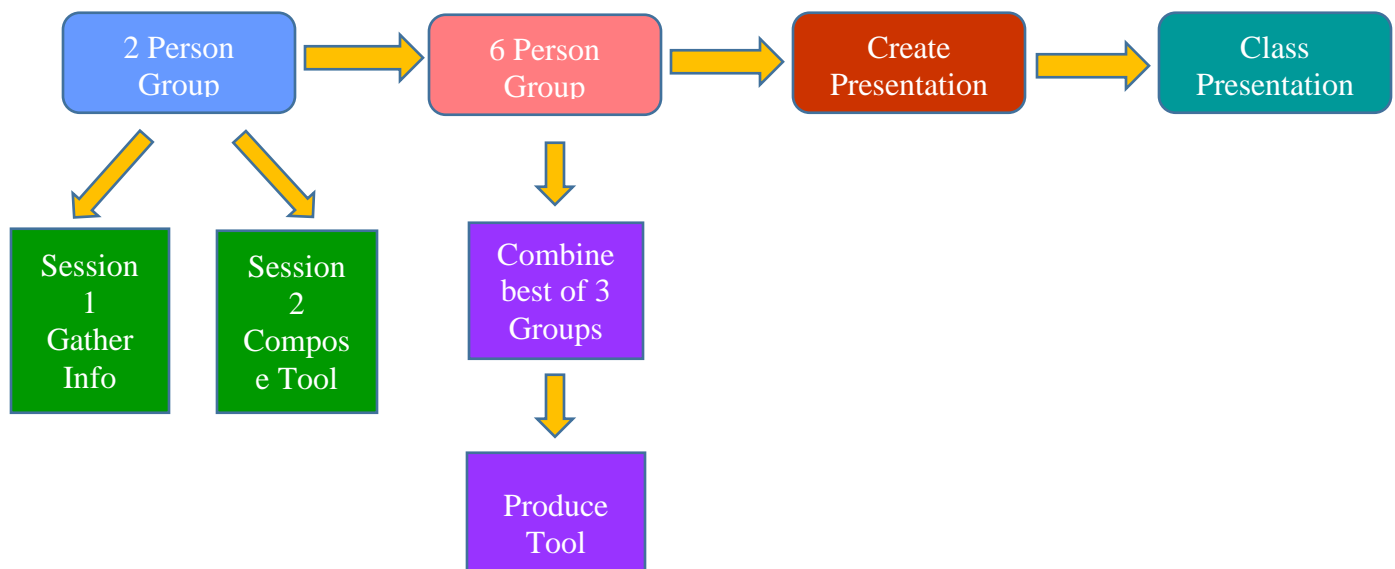 2 Person
Group
6 Person
Group
Create
Presentation
Class
Presentation
Session
1
Gather
Info
Session
2
Compos
e Tool
Combine
best of 3
Groups
Produce
Tool